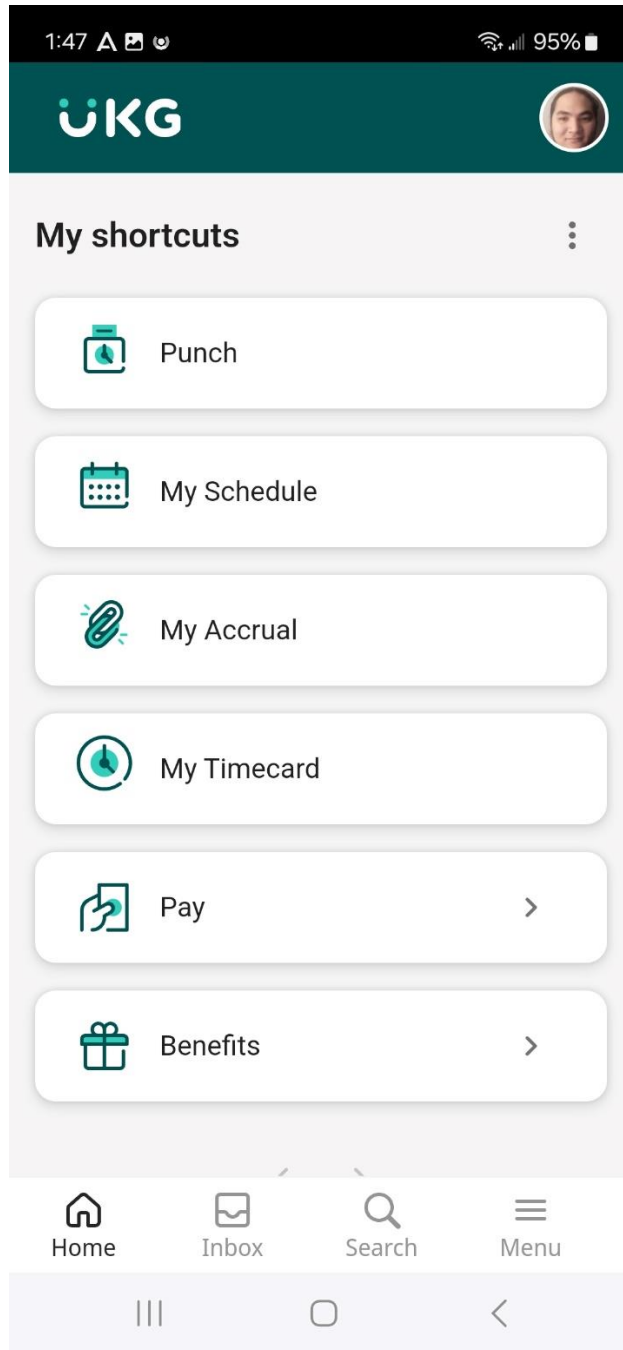 1:47 95%
UKG
My shortcuts
Punch
My Schedule
My Accrual
My Timecard
Pay
Benefits
Home Inbox Search Menu